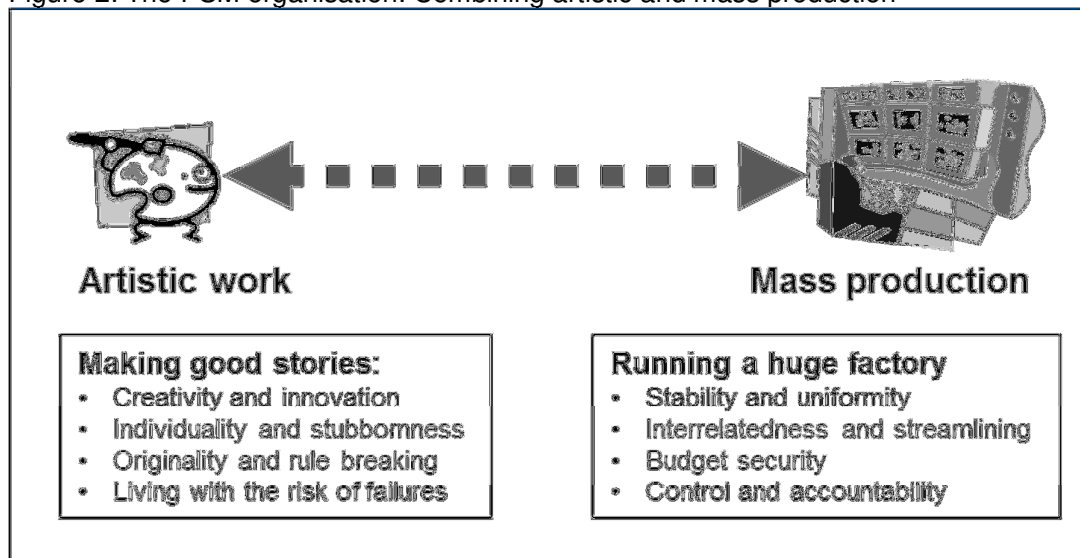 Figure 2: The PSM organisation: Combining artistic and mass production
Artistic work
Mass production
Making good stories:
• Creativity and innovation
• Individuality and stubbornness
• Originality and rule breaking
• Living with the risk of failures
Running a huge factory
• Stability and uniformity
• Interrelatedness and streamlining
• Budget security
• Control and accountability